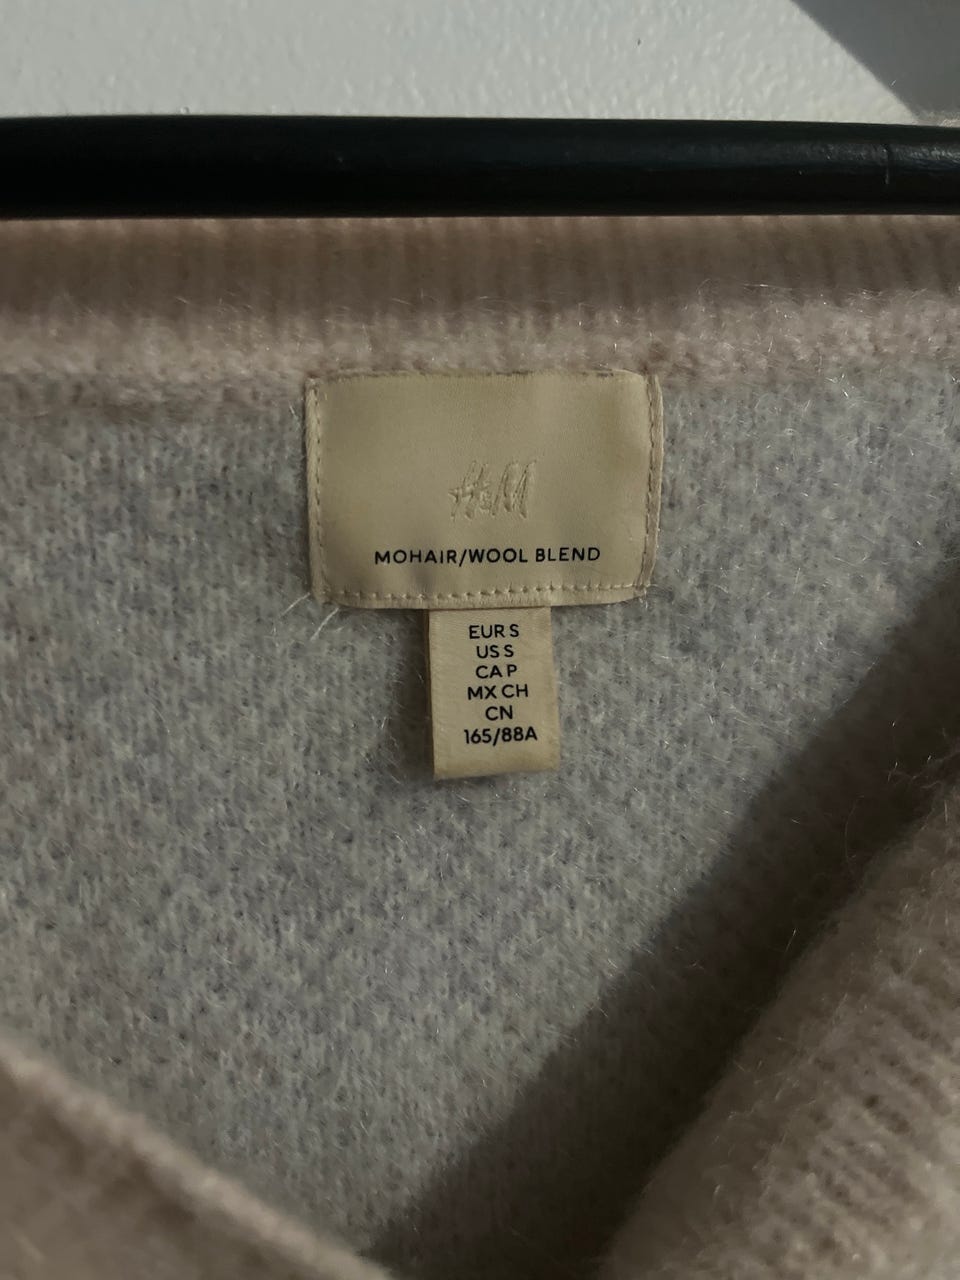 H&M
MOHAIR/WOOL BLEND
EUR S
US S
CA P
MX CH
CN
165/88A